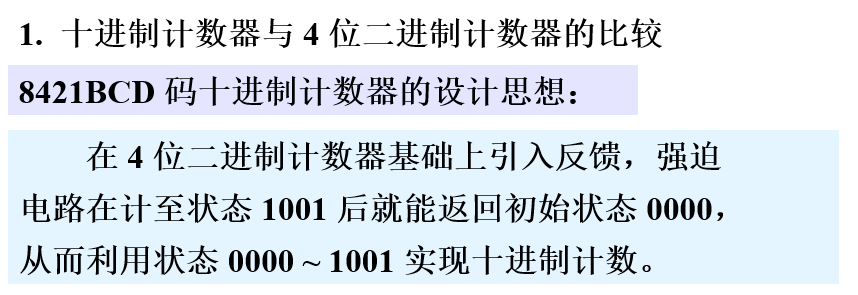 1. 十进制计数器与 4 位二进制计数器的比较
8421BCD 码十进制计数器的设计思想：
在 4 位二进制计数器基础上引入反馈，强迫
电路在计至状态 1001 后就能返回初始状态 0000，
从而利用状态 0000 ~ 1001 实现十进制计数。